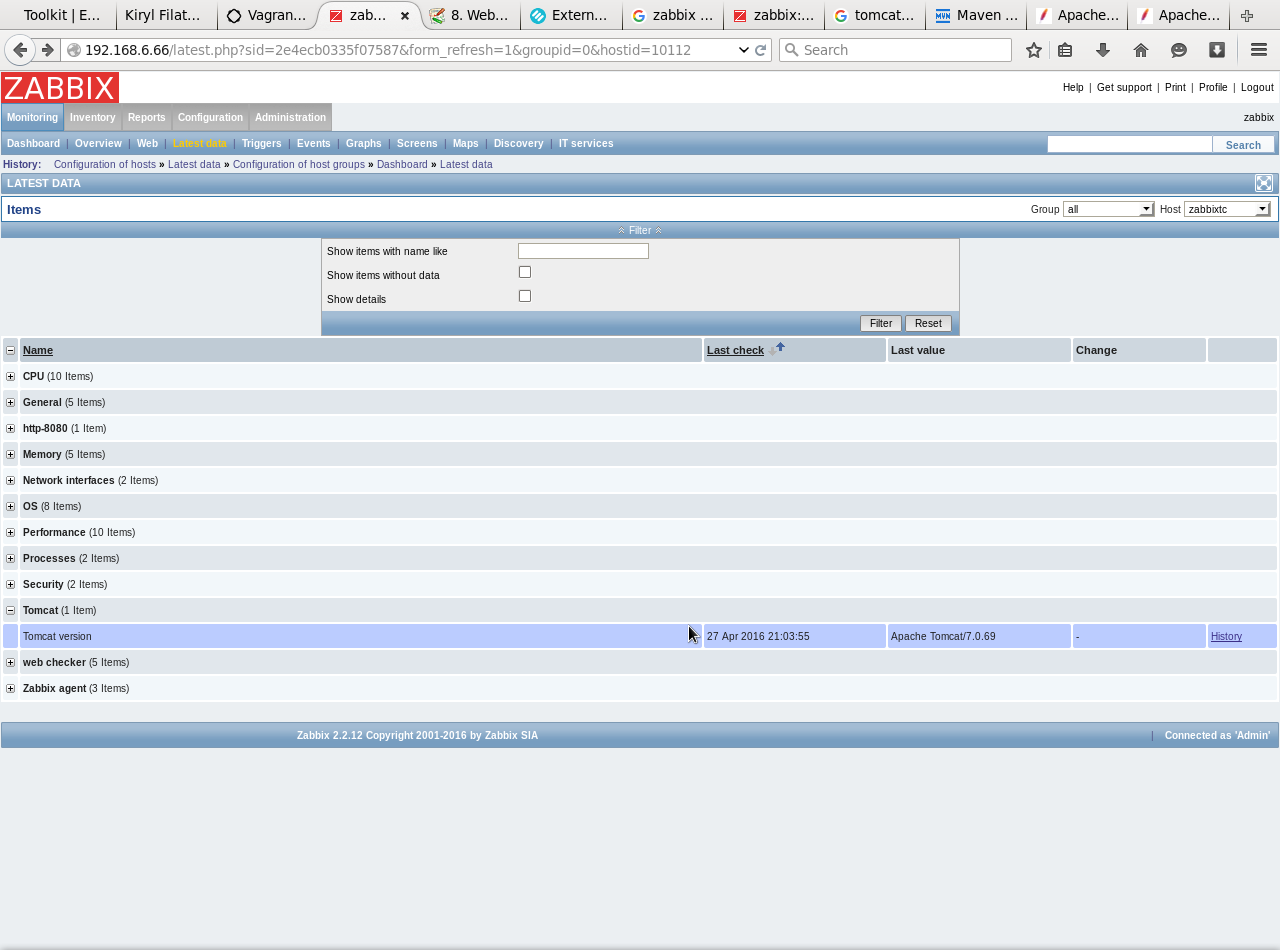 Toolkit | E... Kiryl Filat... Vagran... zab... 8. Web... Extern... zabbix ... zabbix:... tomcat... Maven ... Apache... Apache...
192.168.6.66/latest.php?sid=2e4ecb0335f07587&form_refresh=1&groupid=0&hostid=10112 Search
ZABBIX
Help | Get support | Print | Profile | Logout
Monitoring Inventory Reports Configuration Administration zabbix
Dashboard | Overview | Web | Latest data | Triggers | Events | Graphs | Screens | Maps | Discovery | IT services Search
History: Configuration of hosts » Latest data » Configuration of host groups » Dashboard » Latest data
LATEST DATA
Items Group all Host zabbixtc
Filter
Show items with name like
Show items without data
Show details
Filter Reset
Name Last check Last value Change
CPU (10 Items)
General (5 Items)
http-8080 (1 Item)
Memory (5 Items)
Network interfaces (2 Items)
OS (8 Items)
Performance (10 Items)
Processes (2 Items)
Security (2 Items)
Tomcat (1 Item)
Tomcat version 27 Apr 2016 21:03:55 Apache Tomcat/7.0.69 - History
web checker (5 Items)
Zabbix agent (3 Items)
Zabbix 2.2.12 Copyright 2001-2016 by Zabbix SIA | Connected as 'Admin'